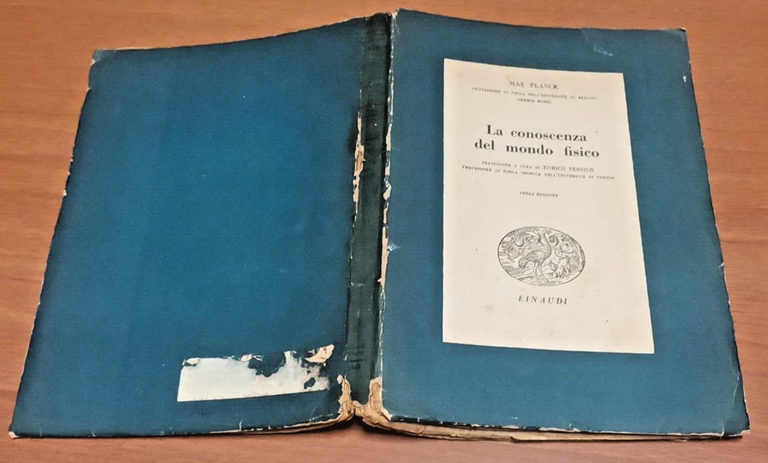 MAX PLANCK
PROFESSORE DI FISICA DELL'UNIVERSITÀ DI BERLINO
PREMIO NOBEL
La conoscenza
del mondo fisico
TRADUZIONE A CURA DI ENRICO PERSICO
PROFESSORE DI FISICA TEORICA NELL'UNIVERSITÀ DI TORINO
TERZA EDIZIONE
EINAUDI